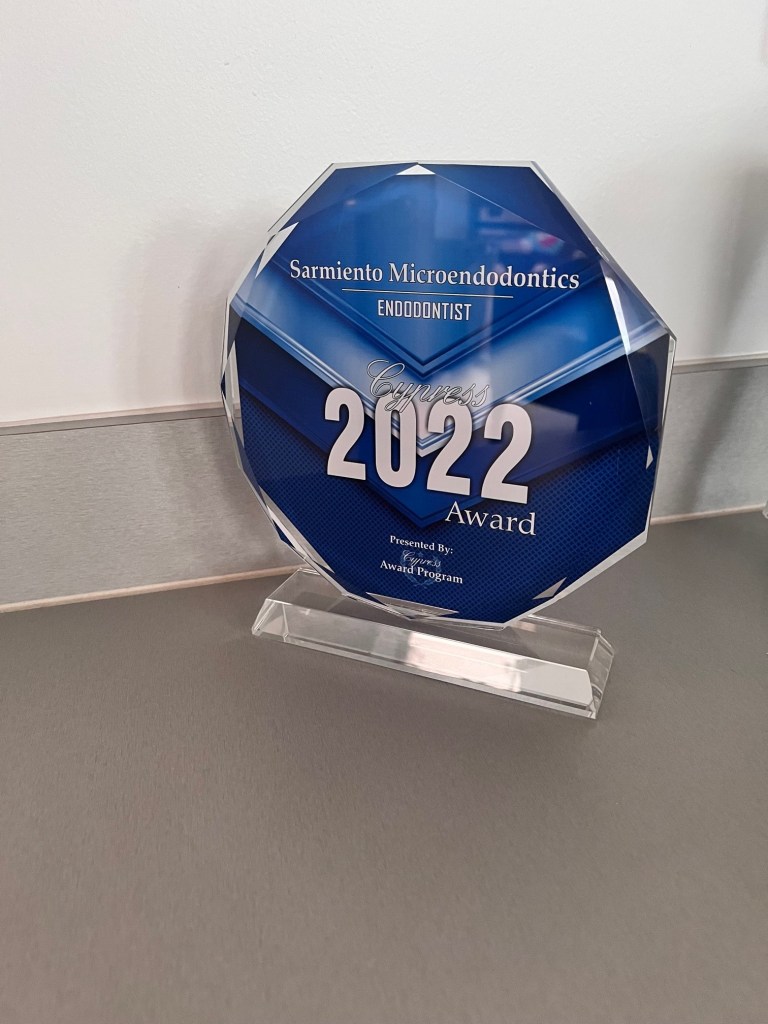 Sarmiento Microendodontics
ENDODONTIST
Cypress
2022
Award
Presented By:
Cypress
Award Program